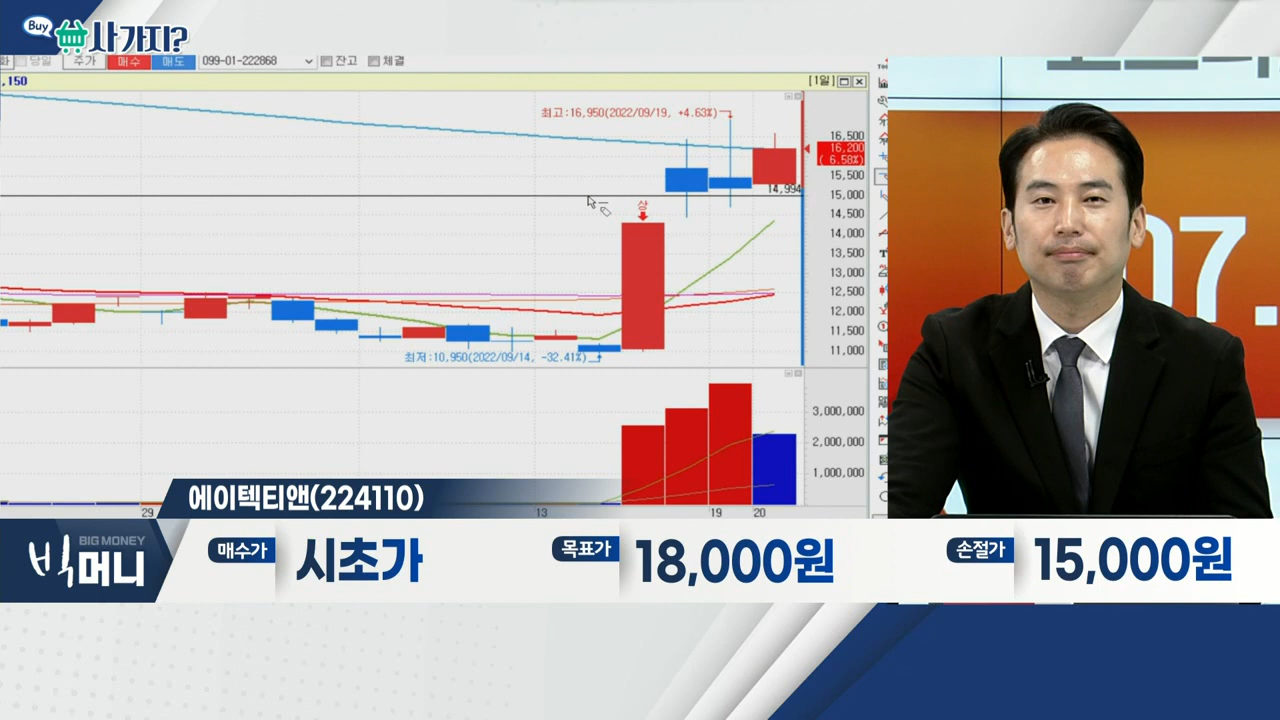 Buy
사가지?
당일
주가
매수
매도
099-01-222868
잔고
체결
,150
[1일]
최고:16,950(2022/09/19, +4.63%)
16,500
16,200
( 6.58%)
15,500
14,994
15,000
14,500
상
14,000
13,500
13,000
12,500
12,000
11,500
11,000
최저:10,950(2022/09/14, -32.41%)
3,000,000
2,000,000
1,000,000
29
13
19
20
07.
에이텍티앤(224110)
BIG MONEY
빅머니
매수가
시초가
목표가
18,000원
손절가
15,000원